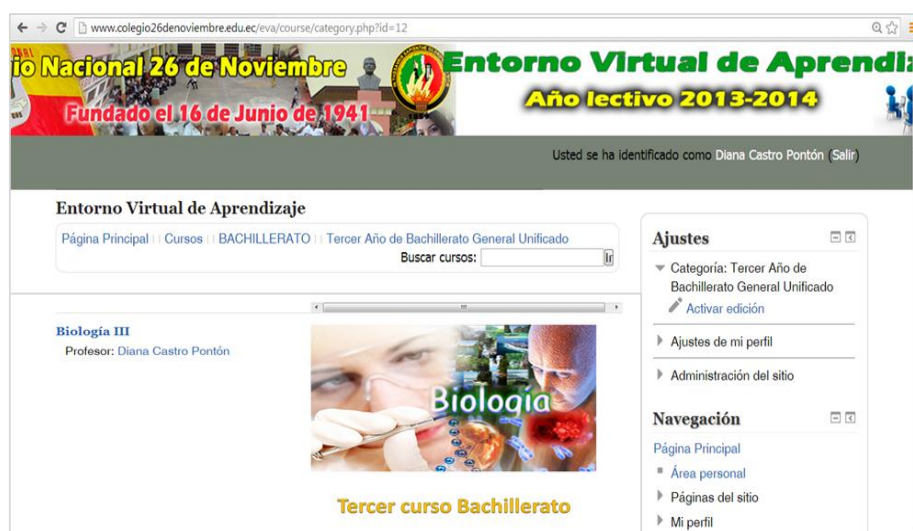 www.colegio26denoviembre.edu.ec/eva/course/category.php?id=12
io Nacional 26 de Noviembre
Fundado el 16 de Junio de 1941
Entorno Virtual de Aprendiz
Año lectivo 2013-2014
Usted se ha identificado como Diana Castro Pontón (Salir)
Entorno Virtual de Aprendizaje
Página Principal Cursos BACHILLERATO Tercer Año de Bachillerato General Unificado
Buscar cursos: Ir
Biología III
Profesor: Diana Castro Pontón
Biología
Tercer curso Bachillerato
Ajustes
Categoría: Tercer Año de
Bachillerato General Unificado
Activar edición
Ajustes de mi perfil
Administración del sitio
Navegación
Página Principal
Área personal
Páginas del sitio
Mi perfil